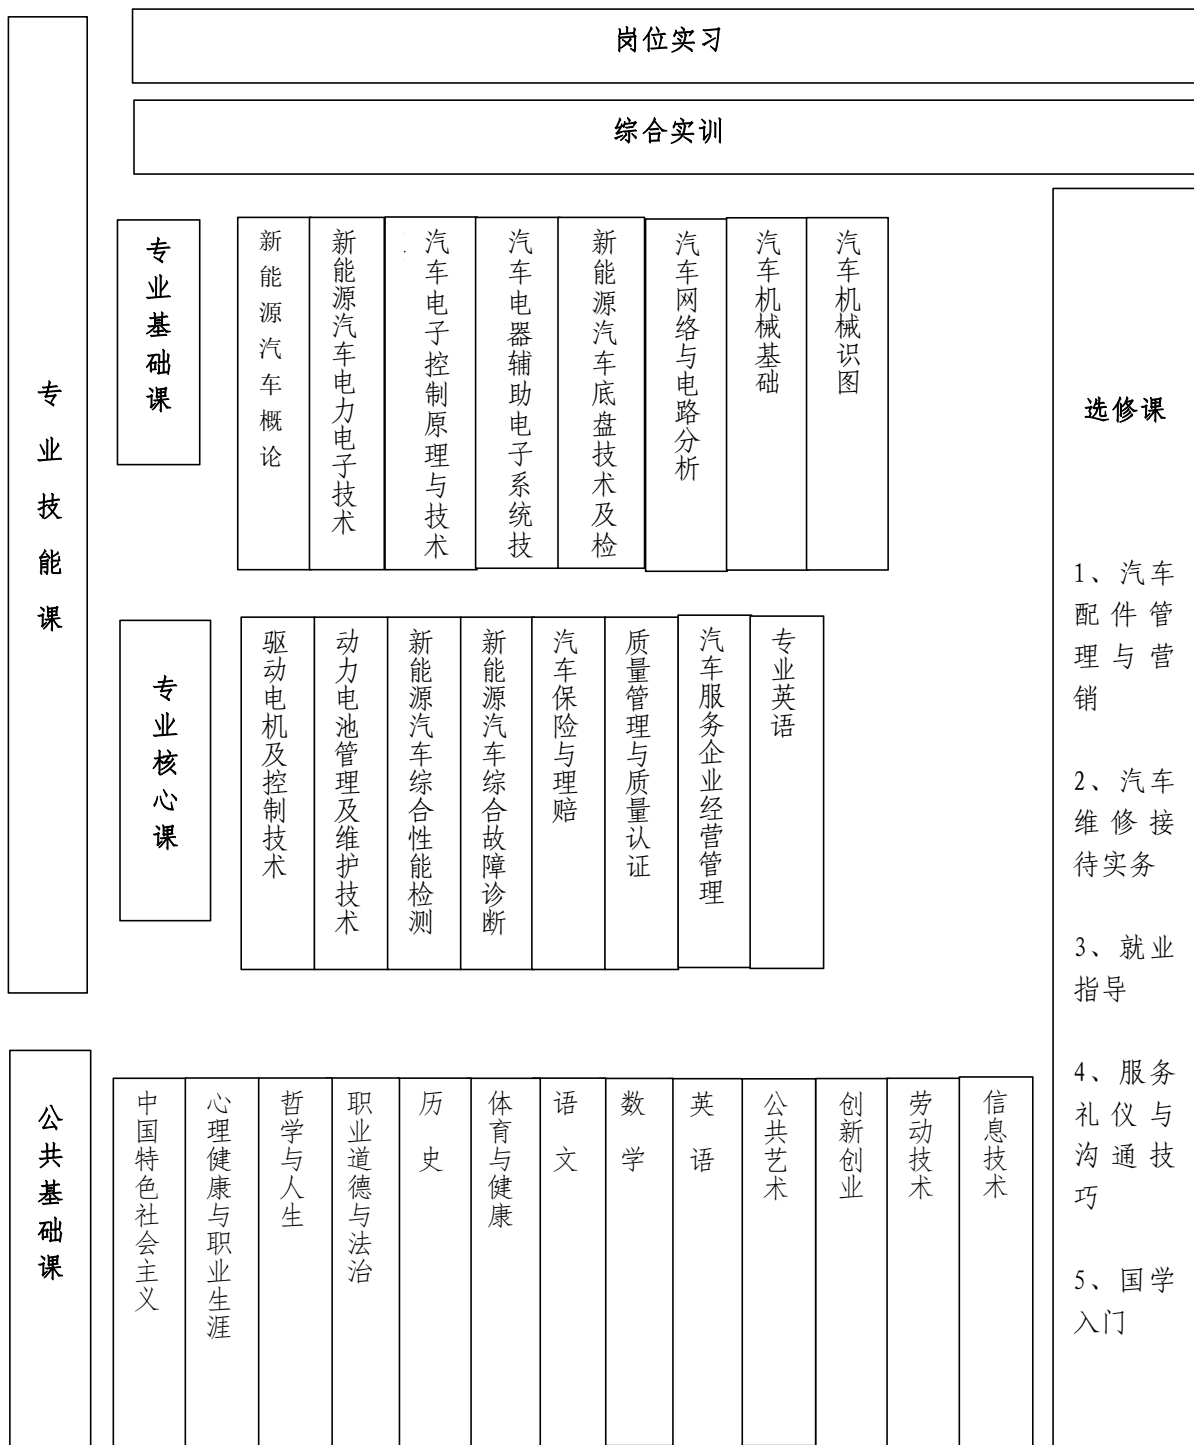 岗位实习
综合实训
专业技能课
专业基础课
新能源汽车概论
新能源汽车电力电子技术
汽车电子控制原理与技术
汽车电器辅助电子系统技
新能源汽车底盘技术及检
汽车网络与电路分析
汽车机械基础
汽车机械识图
专业核心课
驱动电机及控制技术
动力电池管理及维护技术
新能源汽车综合性能检测
新能源汽车综合故障诊断
汽车保险与理赔
质量管理与质量认证
汽车服务企业经营管理
专业英语
选修课
1、汽车
配件管
理与营
销
2、汽车
维修接
待实务
3、就业
指导
4、服务
礼仪与
沟通技
巧
5、国学
入门
公共基础课
中国特色社会主义
心理健康与职业生涯
哲学与人生
职业道德与法治
历史
体育与健康
语文
数学
英语
公共艺术
创新创业
劳动技术
信息技术